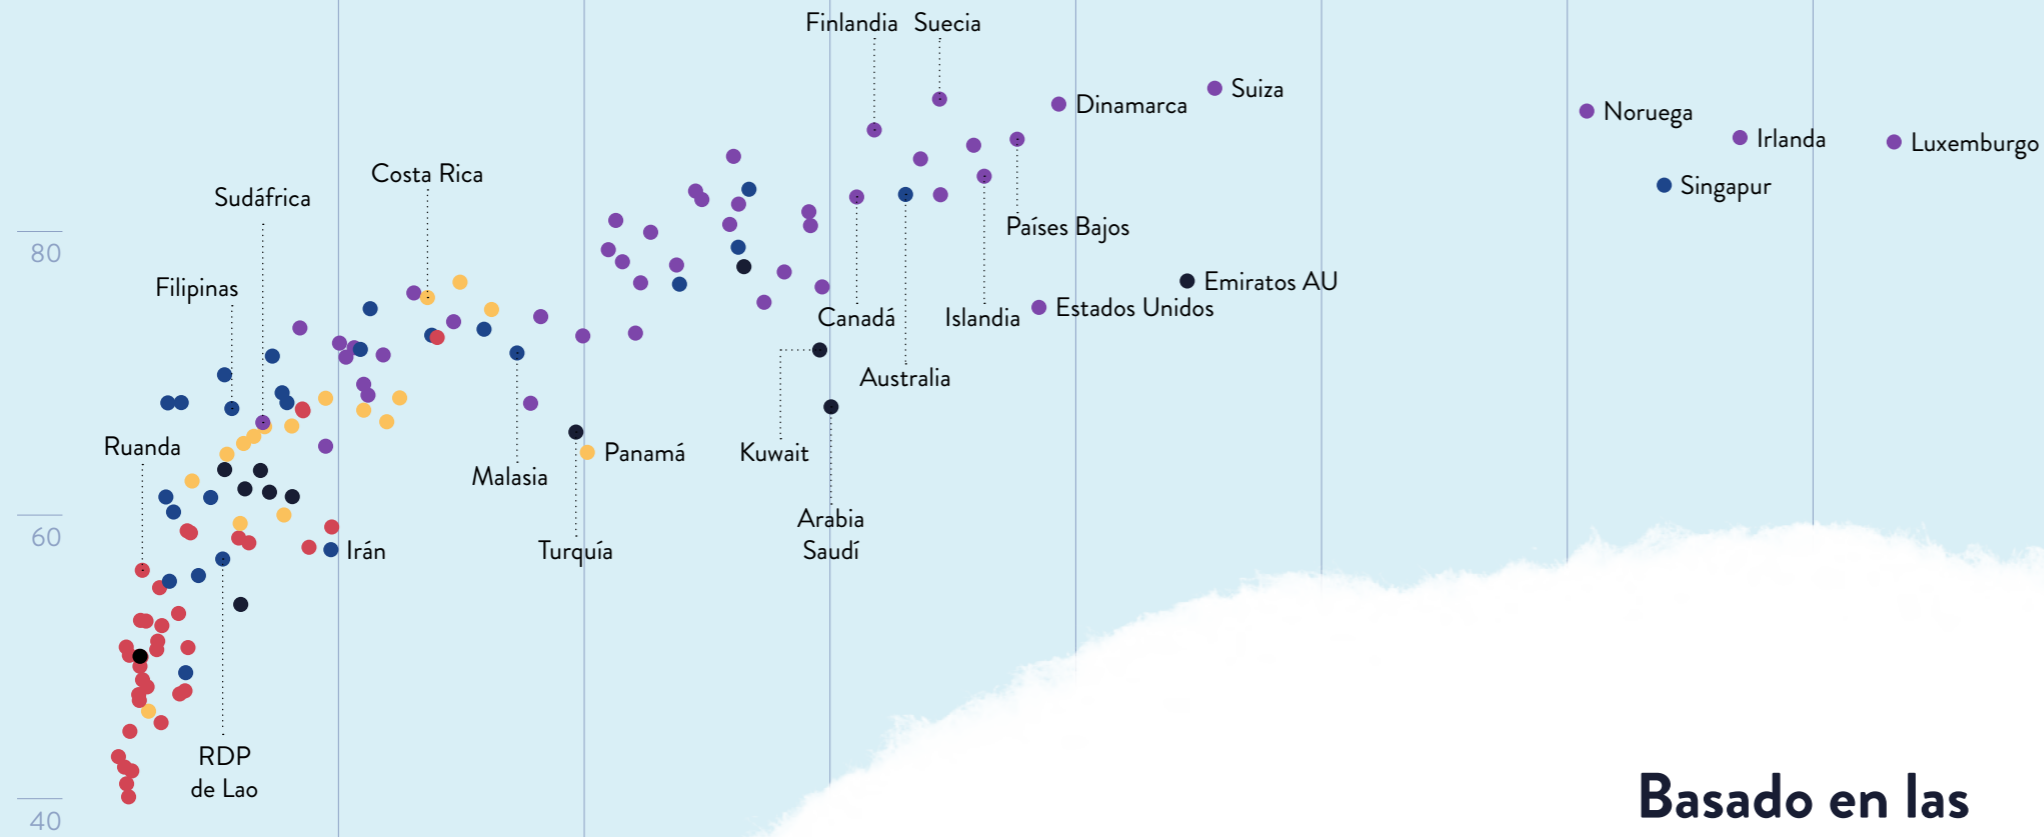 Finlandia
Suecia
Suiza
Dinamarca
Noruega
Irlanda
Luxemburgo
Costa Rica
Singapur
Sudáfrica
Países Bajos
80
Emiratos AU
Filipinas
Estados Unidos
Canadá
Islandia
Australia
Ruanda
Panamá
Kuwait
Malasia
Arabia
Saudí
60
Irán
Turquía
RDP
de Lao
Basado en las
40